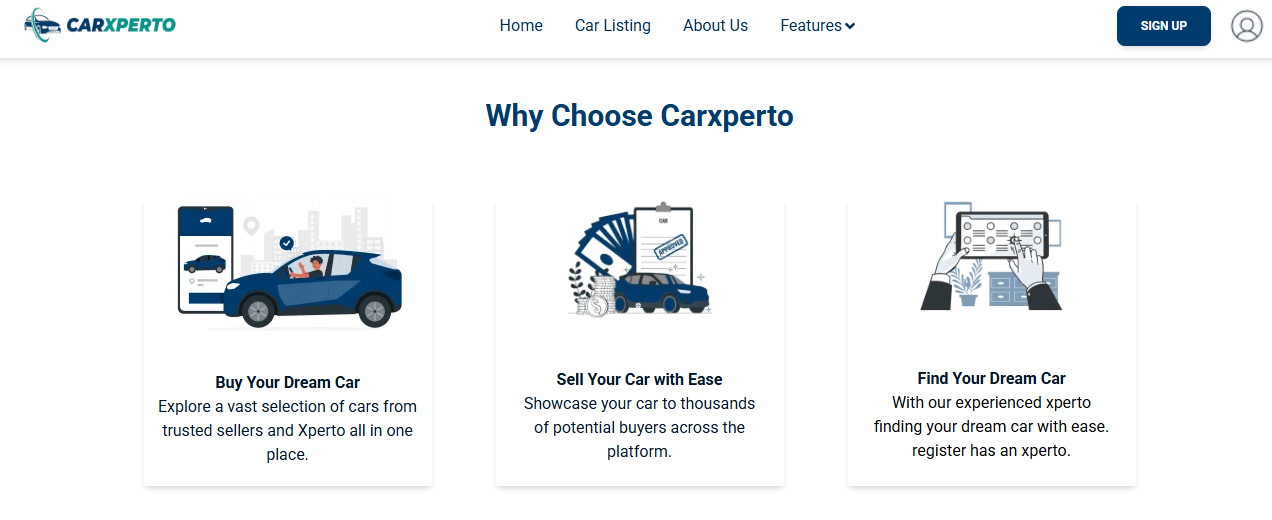 CARXPERTO
Home
Car Listing
About Us
Features
SIGN UP
Why Choose Carxperto
APPROVED
Buy Your Dream Car
Explore a vast selection of cars from
trusted sellers and Xperto all in one
place.
Sell Your Car with Ease
Showcase your car to thousands
of potential buyers across the
platform.
Find Your Dream Car
With our experienced xperto
finding your dream car with ease.
register has an xperto.